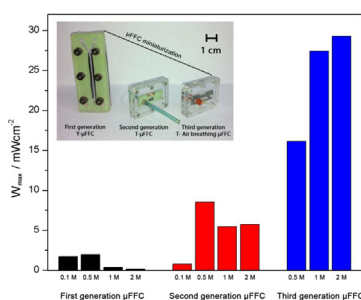 30
25
20
15
10
5
0
W max / mWcm-2
μFFC miniaturization
1 cm
First generation
Y-μFFC
Second generation
T-μFFC
Third generation
T- Air breathing μFFC
0.1 M 0.5 M 1 M 2 M
0.1 M 0.5 M 1 M 2 M
0.5 M 1 M 2 M
First generation μFFC
Second generation μFFC
Third generation μFFC